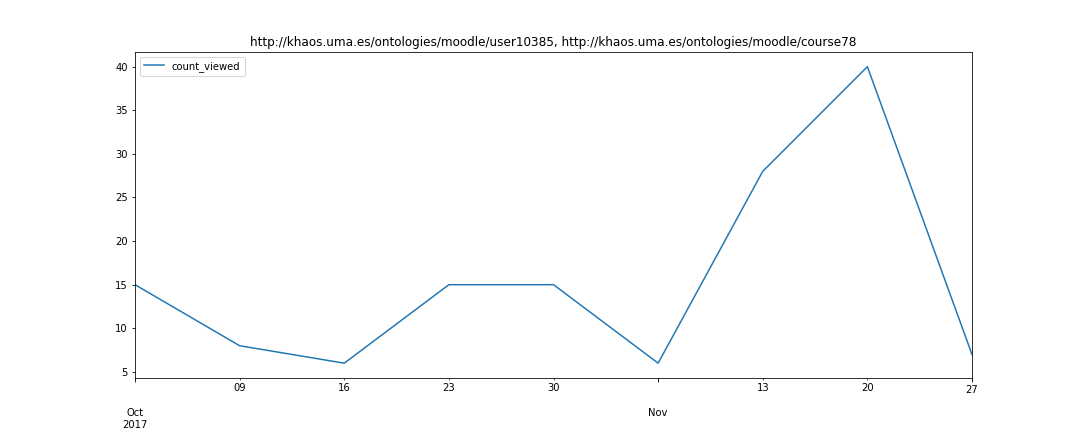 http://khaos.uma.es/ontologies/moodle/user10385, http://khaos.uma.es/ontologies/moodle/course78
count_viewed
40
35
30
25
20
15
10
5
09 16 23 30 13 20 27
Oct Nov
2017